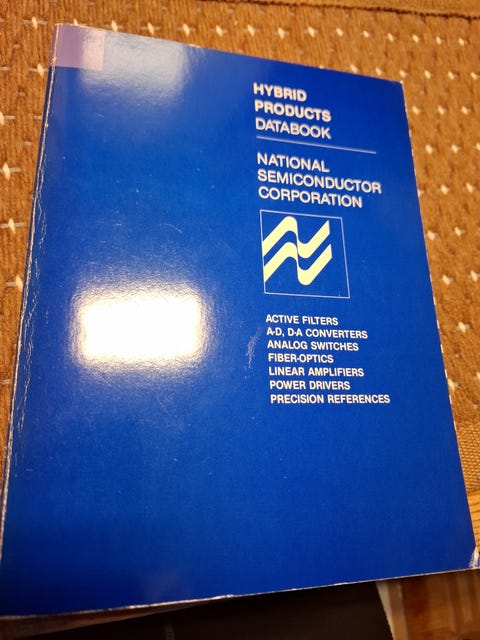 HYBRID
PRODUCTS
DATABOOK
NATIONAL
SEMICONDUCTOR
CORPORATION
ACTIVE FILTERS
A-D, D-A CONVERTERS
ANALOG SWITCHES
FIBER-OPTICS
LINEAR AMPLIFIERS
POWER DRIVERS
PRECISION REFERENCES